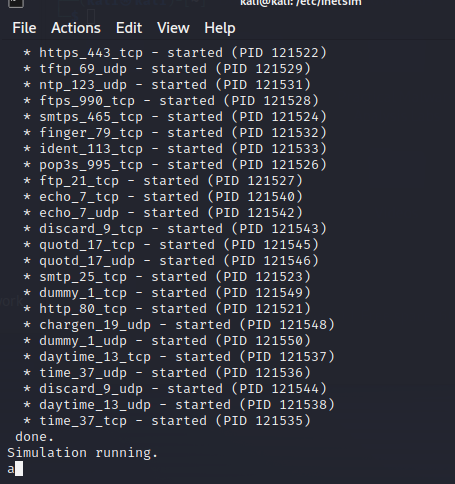 kali@kali: /etc/inetsim
File Actions Edit View Help
* https_443_tcp - started (PID 121522)
* tftp_69_udp - started (PID 121529)
* ntp_123_udp - started (PID 121531)
* ftps_990_tcp - started (PID 121528)
* smtps_465_tcp - started (PID 121524)
* finger_79_tcp - started (PID 121532)
* ident_113_tcp - started (PID 121533)
* pop3s_995_tcp - started (PID 121526)
* ftp_21_tcp - started (PID 121527)
* echo_7_tcp - started (PID 121540)
* echo_7_udp - started (PID 121542)
* discard_9_tcp - started (PID 121543)
* quotd_17_tcp - started (PID 121545)
* quotd_17_udp - started (PID 121546)
* smtp_25_tcp - started (PID 121523)
* dummy_1_tcp - started (PID 121549)
* http_80_tcp - started (PID 121521)
* chargen_19_udp - started (PID 121548)
* dummy_1_udp - started (PID 121550)
* daytime_13_tcp - started (PID 121537)
* time_37_udp - started (PID 121536)
* discard_9_udp - started (PID 121544)
* daytime_13_udp - started (PID 121538)
* time_37_tcp - started (PID 121535)
done.
Simulation running.
a